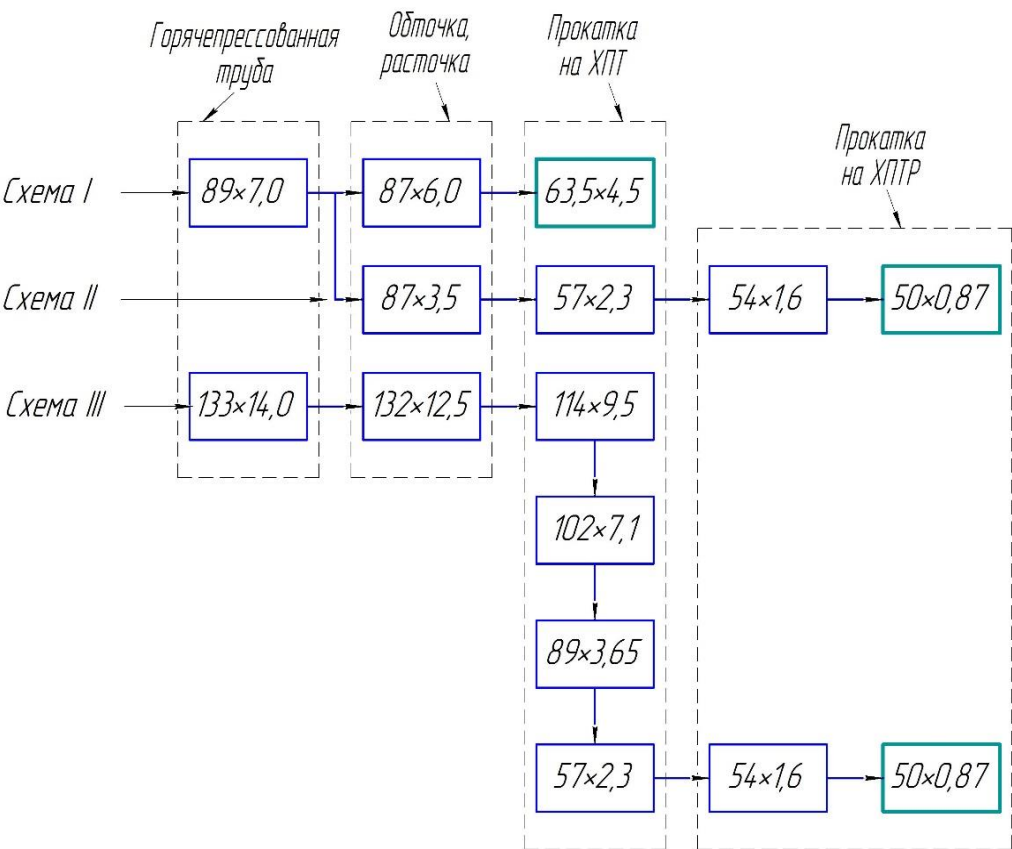 Горячепрессованная
труба
Обточка,
расточка
Прокатка
на ХПТ
Прокатка
на ХПТР
Схема I
89×7,0
87×6,0
63,5×4,5
Схема II
87×3,5
57×2,3
54×1,6
50×0,87
Схема III
133×14,0
132×12,5
114×9,5
102×7,1
89×3,65
57×2,3
54×1,6
50×0,87